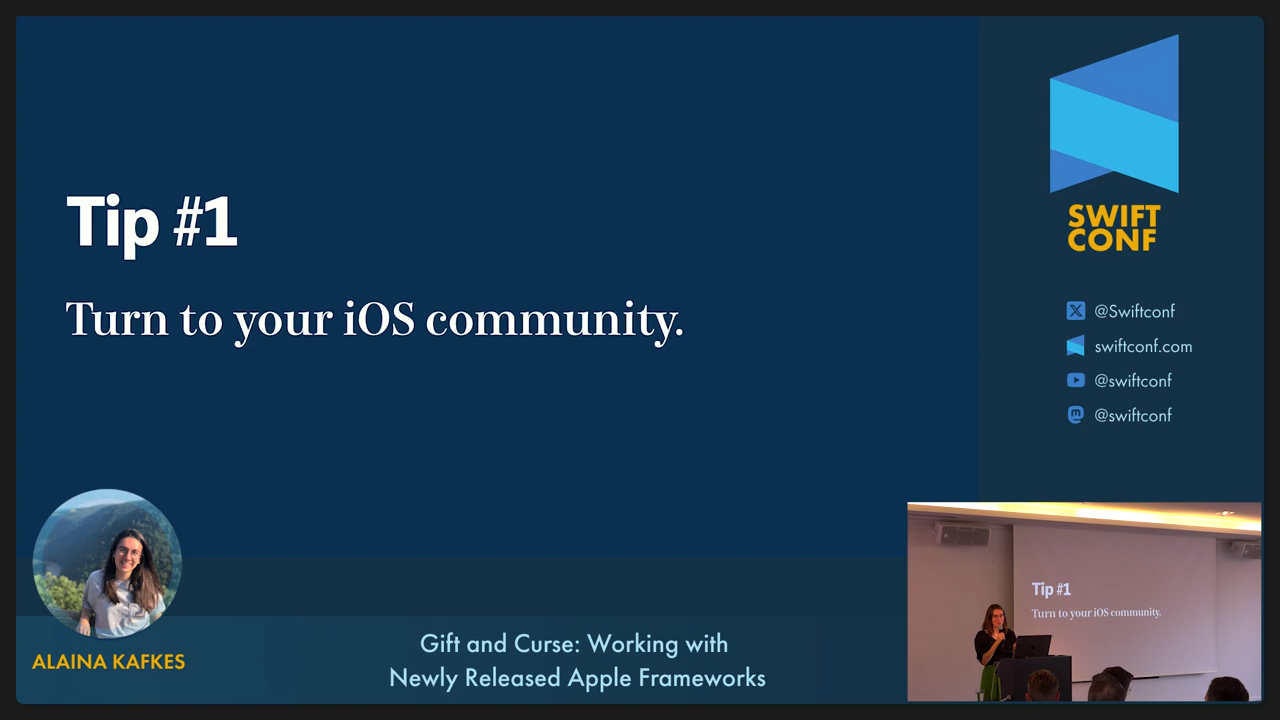 Tip #1
Turn to your iOS community.
SWIFT
CONF
@Swiftconf
swiftconf.com
@swiftconf
@swiftconf
ALAINA KAFKES
Gift and Curse: Working with
Newly Released Apple Frameworks
Tip #1
Turn to your iOS community.